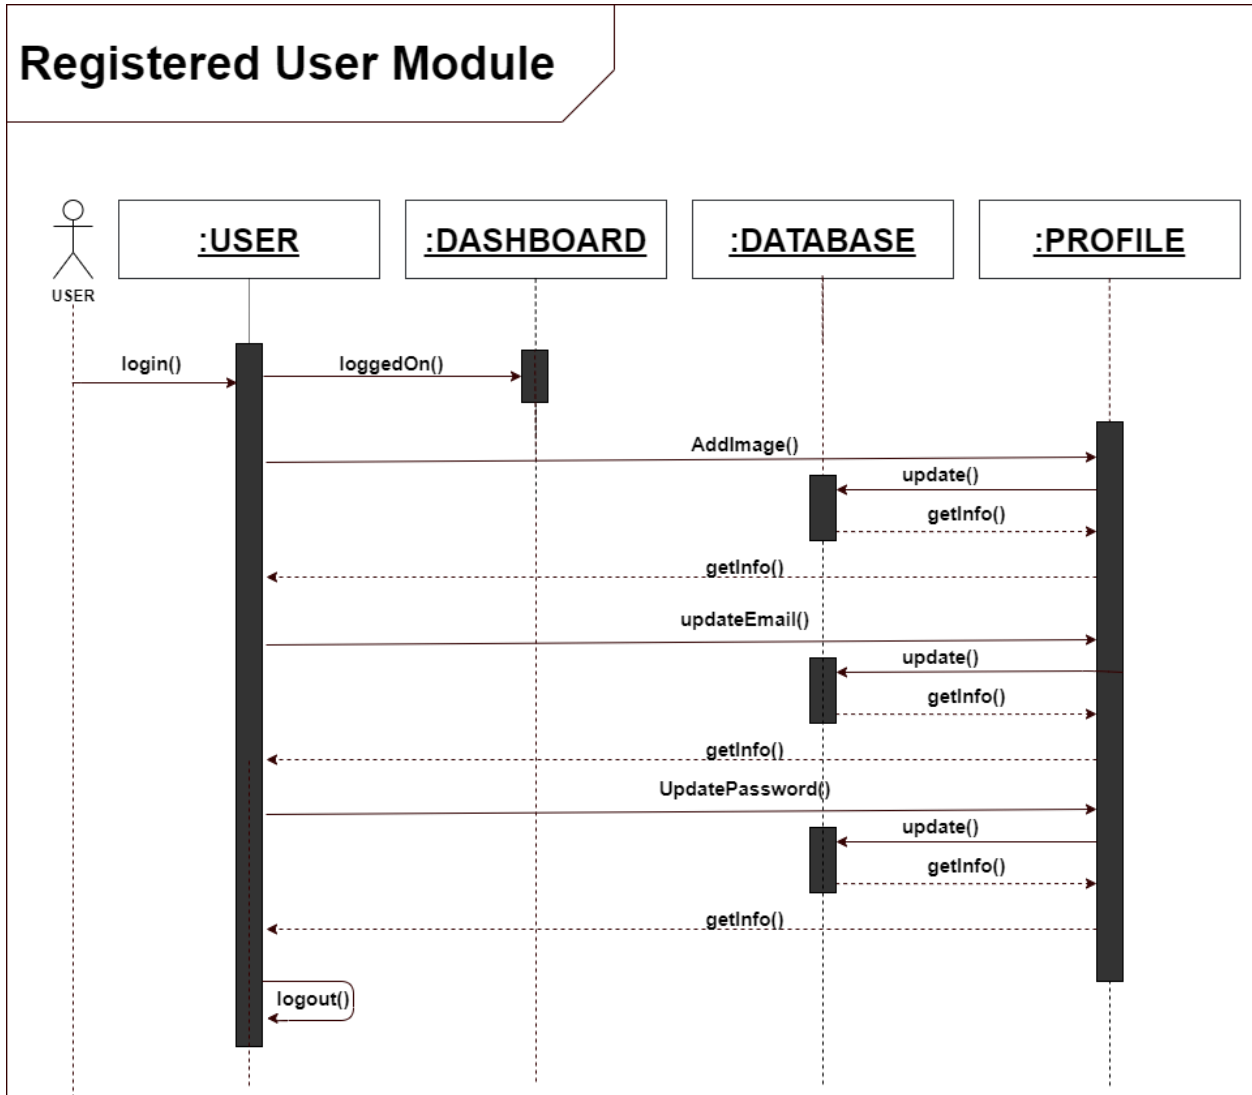 Registered User Module
:USER
:DASHBOARD
:DATABASE
:PROFILE
USER
login()
loggedOn()
AddImage()
update()
getInfo()
getInfo()
updateEmail()
update()
getInfo()
getInfo()
UpdatePassword()
update()
getInfo()
getInfo()
logout()